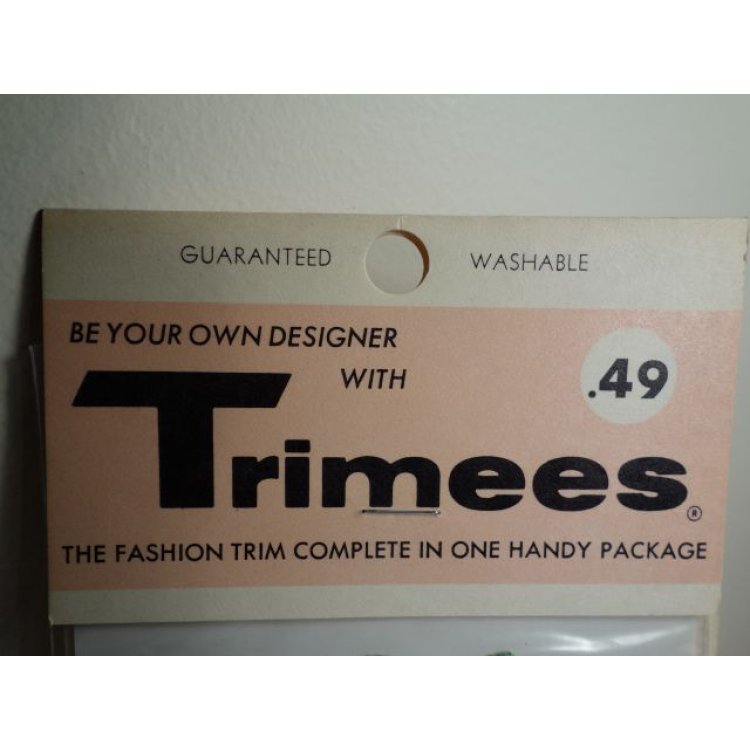 GUARANTEED WASHABLE
BE YOUR OWN DESIGNER
WITH .49
Trimees®
THE FASHION TRIM COMPLETE IN ONE HANDY PACKAGE